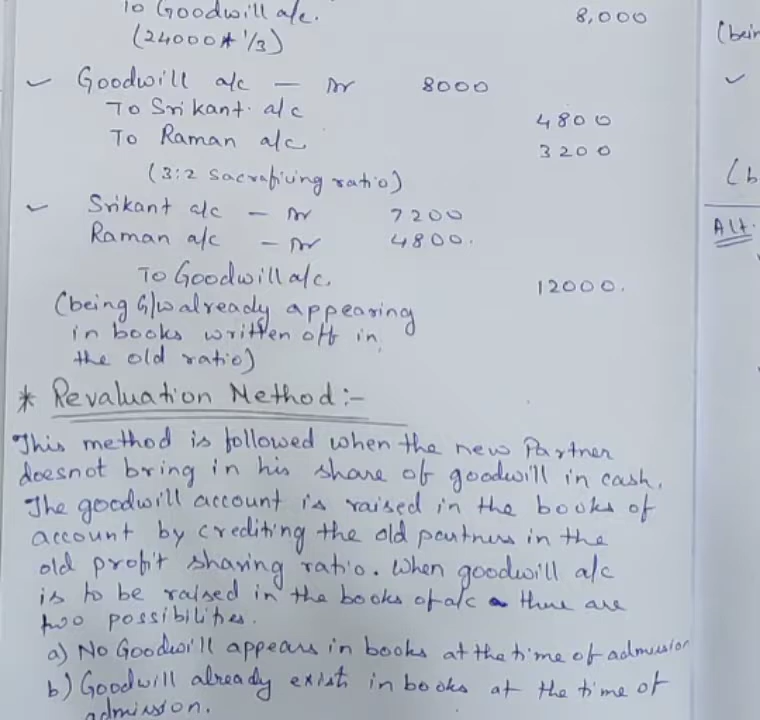 To Goodwill a/c. 8,000
(24000 * 1/3)
(bein
✓ Goodwill a/c — Dr 8000
✓
To Srikant. a/c 4800
To Raman a/c. 3200
(3:2 sacrafiving ratio)
(b
✓ Srikant a/c — Dr 7200
Raman a/c — Dr 4800.
Alt.
To Goodwill a/c. 12000.
(being G/w already appearing
in books written off in
the old ratio)
* Revaluation Method :-
This method is followed when the new Partner
doesnot bring in his share of goodwill in cash.
The goodwill account is raised in the books of
account by crediting the old partners in the
old profit sharing ratio. When goodwill a/c
is to be raised in the books of a/c there are
two possibilities.
a) No Goodwill appears in books at the time of admission
b) Goodwill already exist in books at the time of
admission.